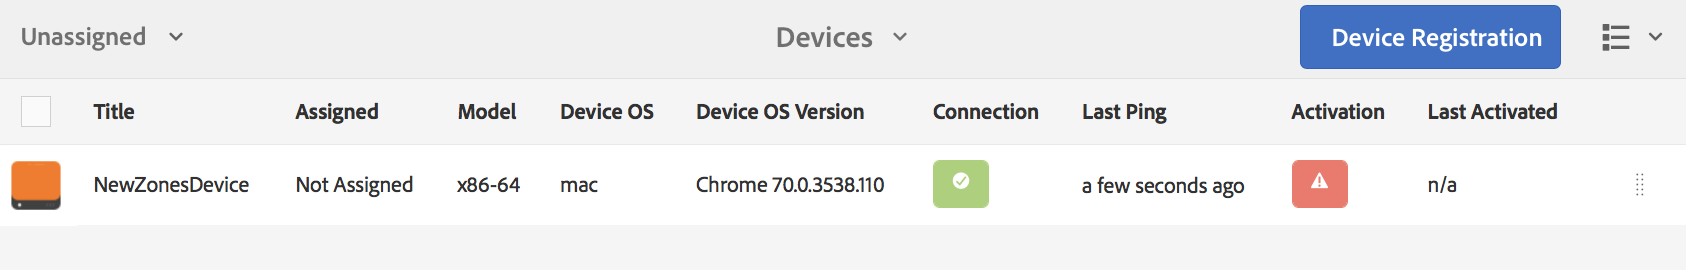 Unassigned Devices Device Registration
Title Assigned Model Device OS Device OS Version Connection Last Ping Activation Last Activated
NewZonesDevice Not Assigned x86-64 mac Chrome 70.0.3538.110 a few seconds ago n/a